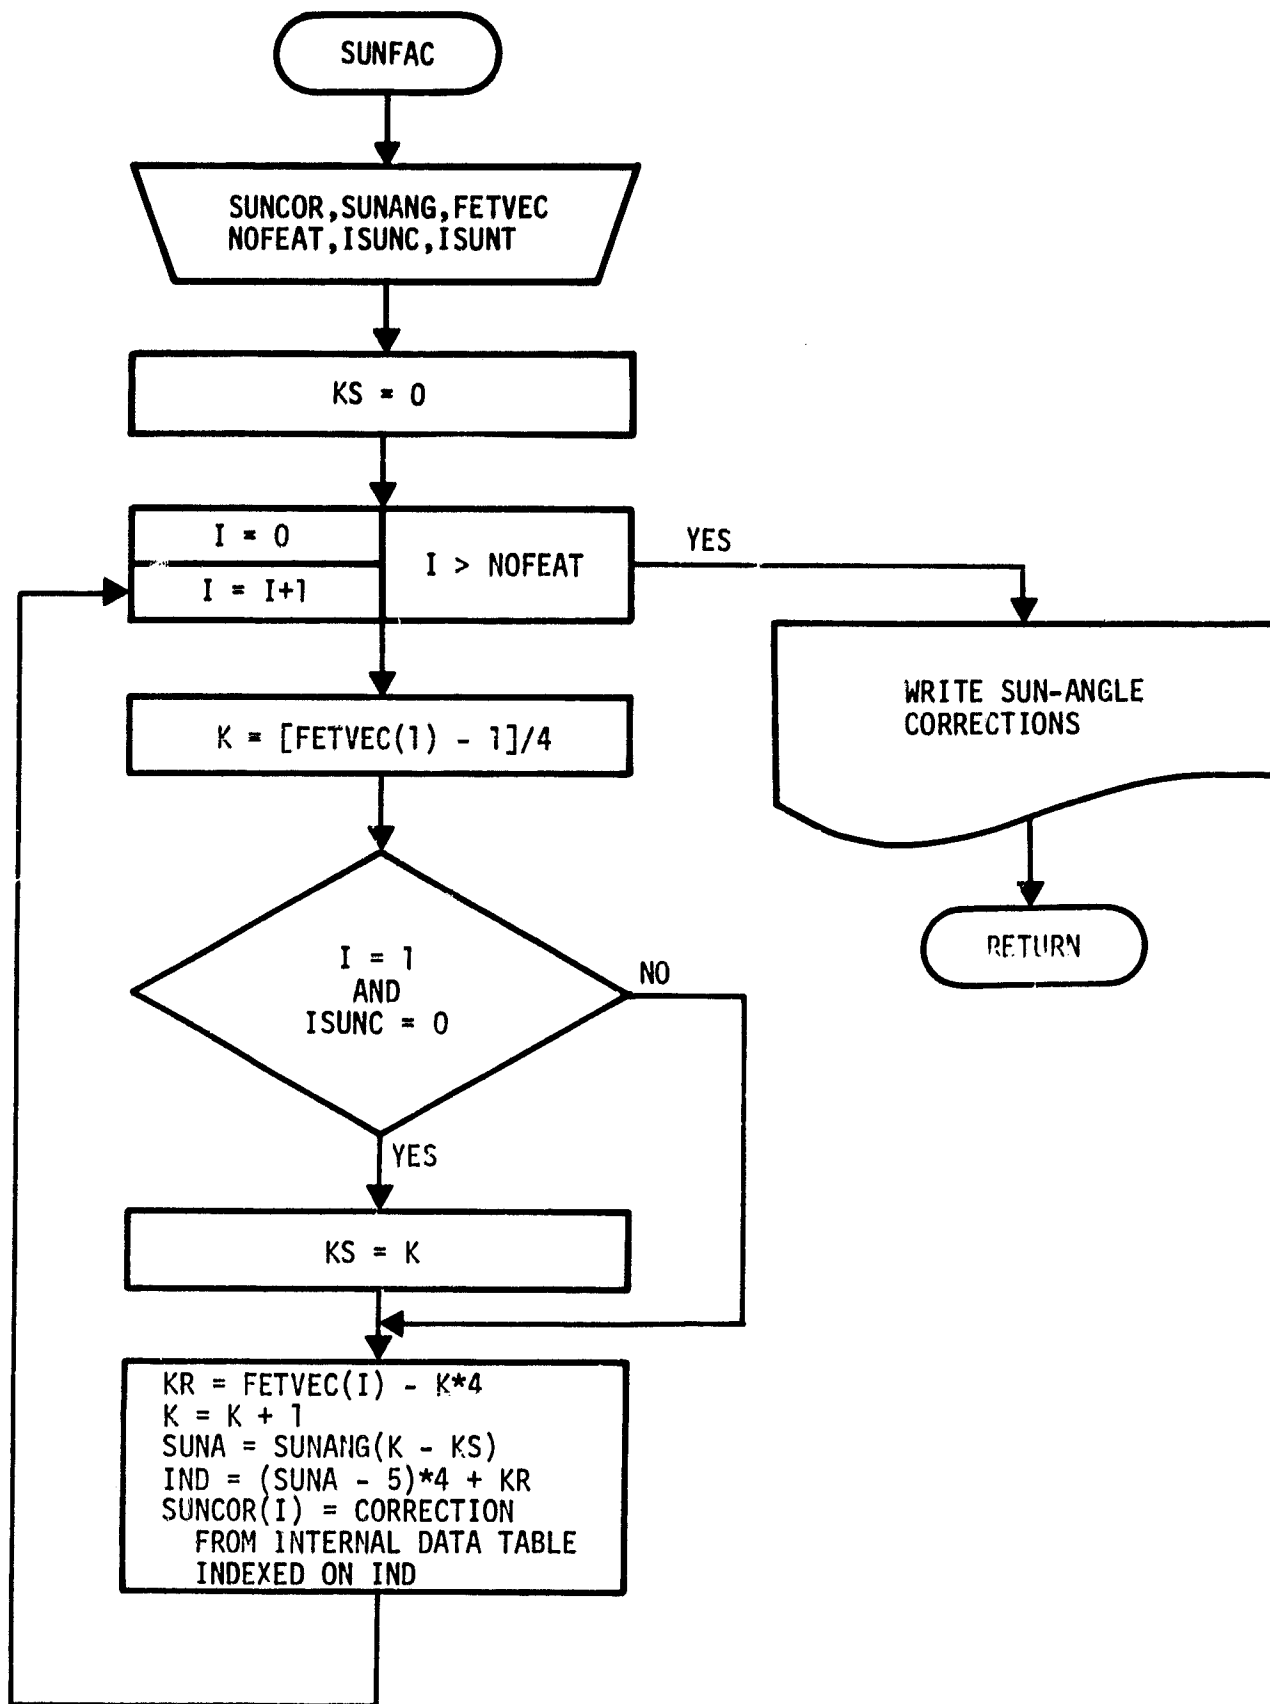 SUNFAC
SUNCOR,SUNANG,FETVEC
NOFEAT,ISUNC,ISUNT
KS = 0
I = 0
I = I+1
I > NOFEAT
YES
K = [FETVEC(1) - 1]/4
WRITE SUN-ANGLE
CORRECTIONS
RETURN
I = 1
AND
ISUNC = 0
NO
YES
KS = K
KR = FETVEC(I) - K*4
K = K + 1
SUNA = SUNANG(K - KS)
IND = (SUNA - 5)*4 + KR
SUNCOR(I) = CORRECTION
FROM INTERNAL DATA TABLE
INDEXED ON IND